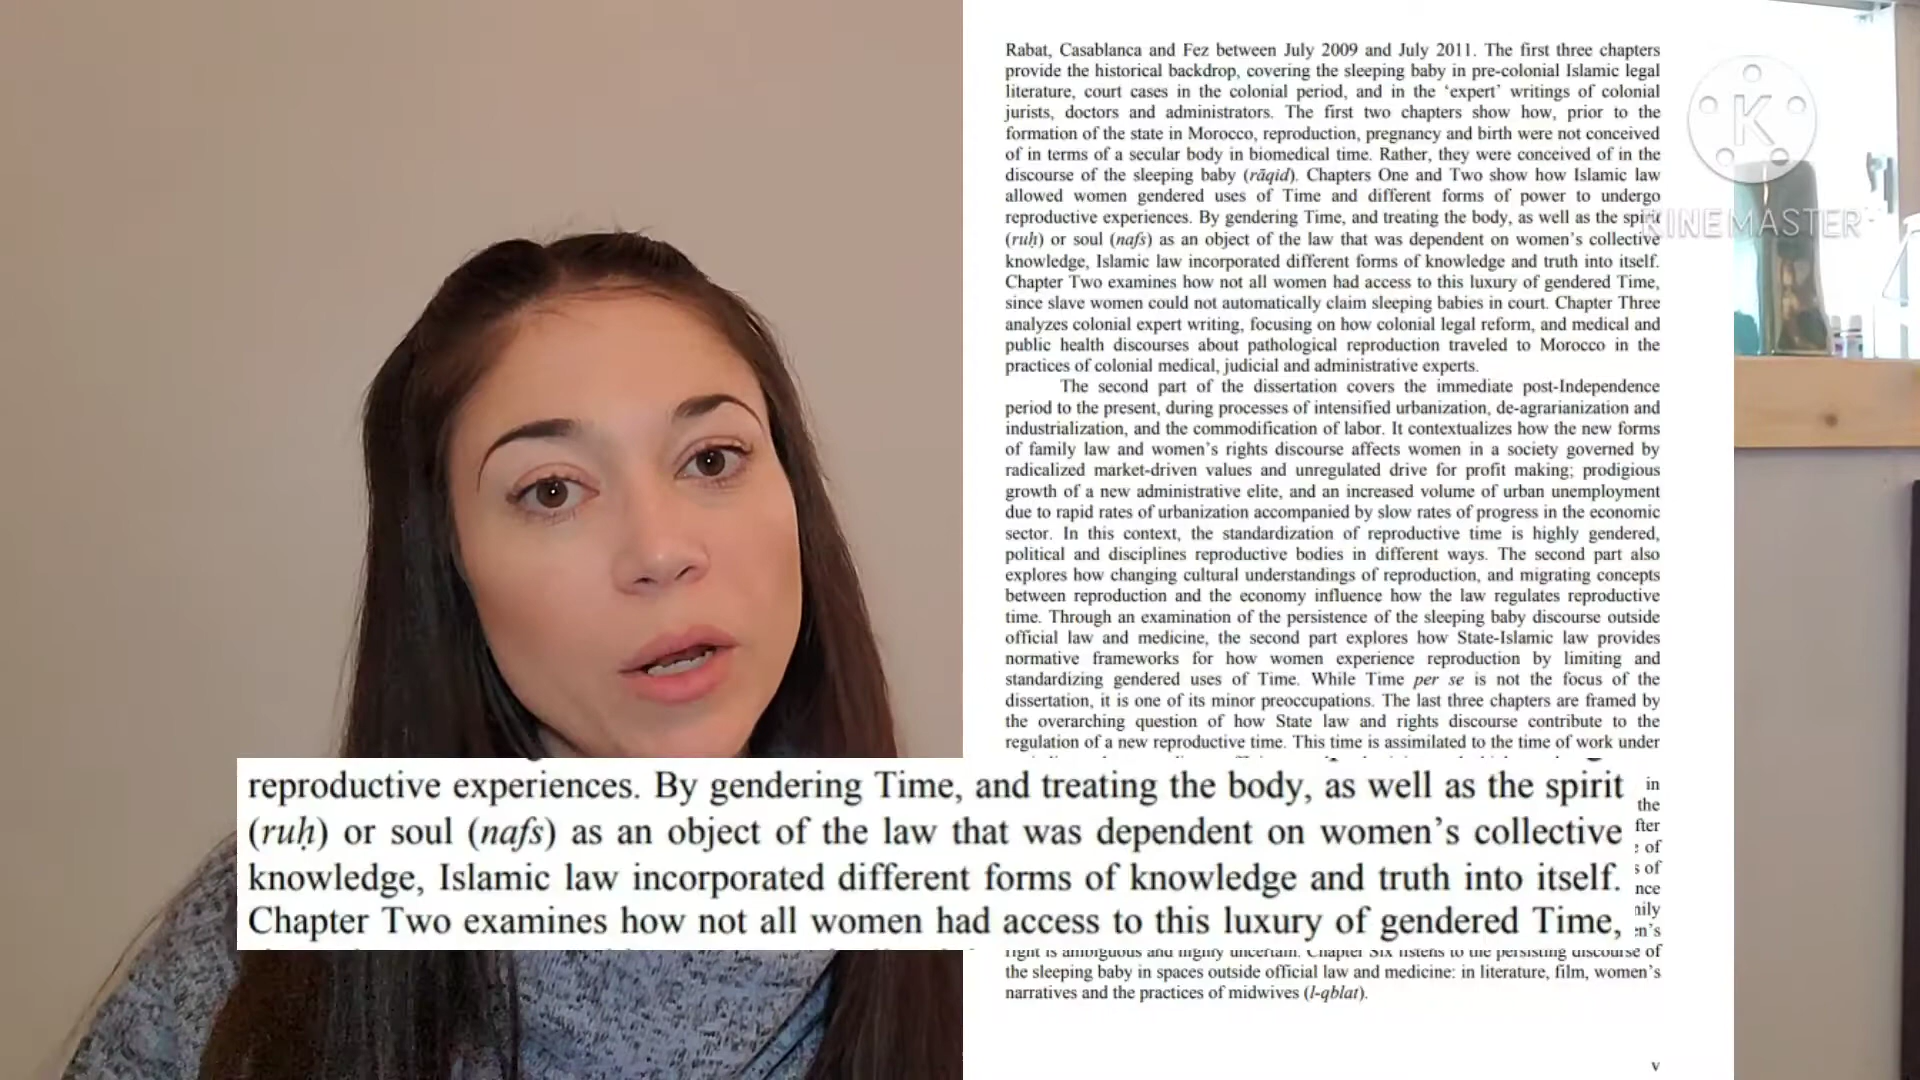 Rabat, Casablanca and Fez between July 2009 and July 2011. The first three chapters
provide the historical backdrop, covering the sleeping baby in pre-colonial Islamic legal
literature, court cases in the colonial period, and in the ‘expert’ writings of colonial
jurists, doctors and administrators. The first two chapters show how, prior to the
formation of the state in Morocco, reproduction, pregnancy and birth were not conceived
of in terms of a secular body in biomedical time. Rather, they were conceived of in the
discourse of the sleeping baby (rāqid). Chapters One and Two show how Islamic law
allowed women gendered uses of Time and different forms of power to undergo
reproductive experiences. By gendering Time, and treating the body, as well as the spirit
(ruḥ) or soul (nafs) as an object of the law that was dependent on women’s collective
knowledge, Islamic law incorporated different forms of knowledge and truth into itself.
Chapter Two examines how not all women had access to this luxury of gendered Time,
since slave women could not automatically claim sleeping babies in court. Chapter Three
analyzes colonial expert writing, focusing on how colonial legal reform, and medical and
public health discourses about pathological reproduction traveled to Morocco in the
practices of colonial medical, judicial and administrative experts.
The second part of the dissertation covers the immediate post-Independence
period to the present, during processes of intensified urbanization, de-agrarianization and
industrialization, and the commodification of labor. It contextualizes how the new forms
of family law and women’s rights discourse affects women in a society governed by
radicalized market-driven values and unregulated drive for profit making; prodigious
growth of a new administrative elite, and an increased volume of urban unemployment
due to rapid rates of urbanization accompanied by slow rates of progress in the economic
sector. In this context, the standardization of reproductive time is highly gendered,
political and disciplines reproductive bodies in different ways. The second part also
explores how changing cultural understandings of reproduction, and migrating concepts
between reproduction and the economy influence how the law regulates reproductive
time. Through an examination of the persistence of the sleeping baby discourse outside
official law and medicine, the second part explores how State-Islamic law provides
normative frameworks for how women experience reproduction by limiting and
standardizing gendered uses of Time. While Time per se is not the focus of the
dissertation, it is one of its minor preoccupations. The last three chapters are framed by
the overarching question of how State law and rights discourse contribute to the
regulation of a new reproductive time. This time is assimilated to the time of work under
in
the
of
of
right is ambiguous and highly uncertain. Chapter Six listens to the persisting discourse of
the sleeping baby in spaces outside official law and medicine: in literature, film, women’s
narratives and the practices of midwives (l-qblat).
v
K
KINEMASTER
reproductive experiences. By gendering Time, and treating the body, as well as the spirit
(ruḥ) or soul (nafs) as an object of the law that was dependent on women’s collective
knowledge, Islamic law incorporated different forms of knowledge and truth into itself.
Chapter Two examines how not all women had access to this luxury of gendered Time,